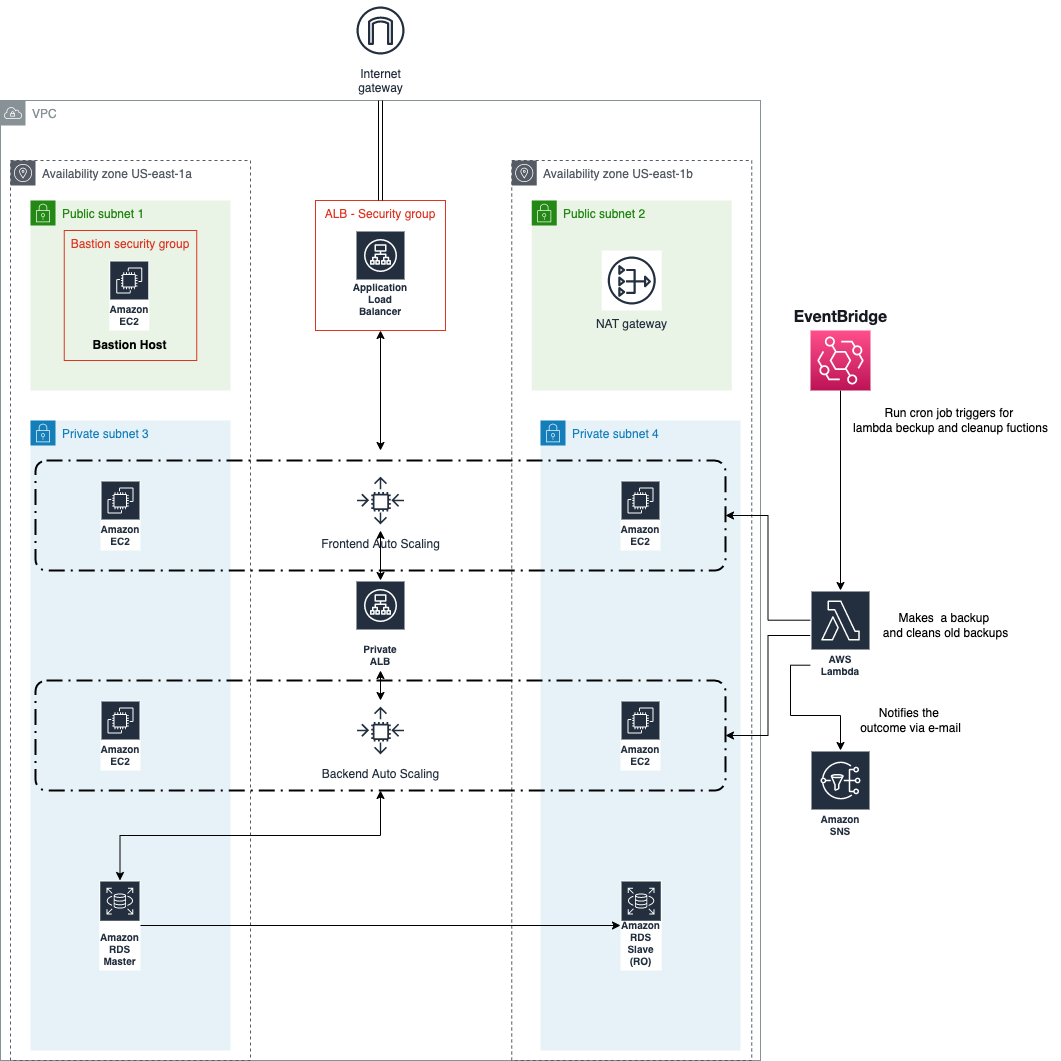 Internet
gateway
VPC
Availability zone US-east-1a
Availability zone US-east-1b
Public subnet 1
ALB - Security group
Public subnet 2
Bastion security group
Amazon
EC2
Bastion Host
Application
Load
Balancer
NAT gateway
EventBridge
Run cron job triggers for
lambda beckup and cleanup fuctions
Private subnet 3
Private subnet 4
Amazon
EC2
Frontend Auto Scaling
Amazon
EC2
Private
ALB
AWS
Lambda
Makes a backup
and cleans old backups
Amazon
EC2
Backend Auto Scaling
Amazon
EC2
Notifies the
outcome via e-mail
Amazon
SNS
Amazon
RDS
Master
Amazon
RDS
Slave
(RO)